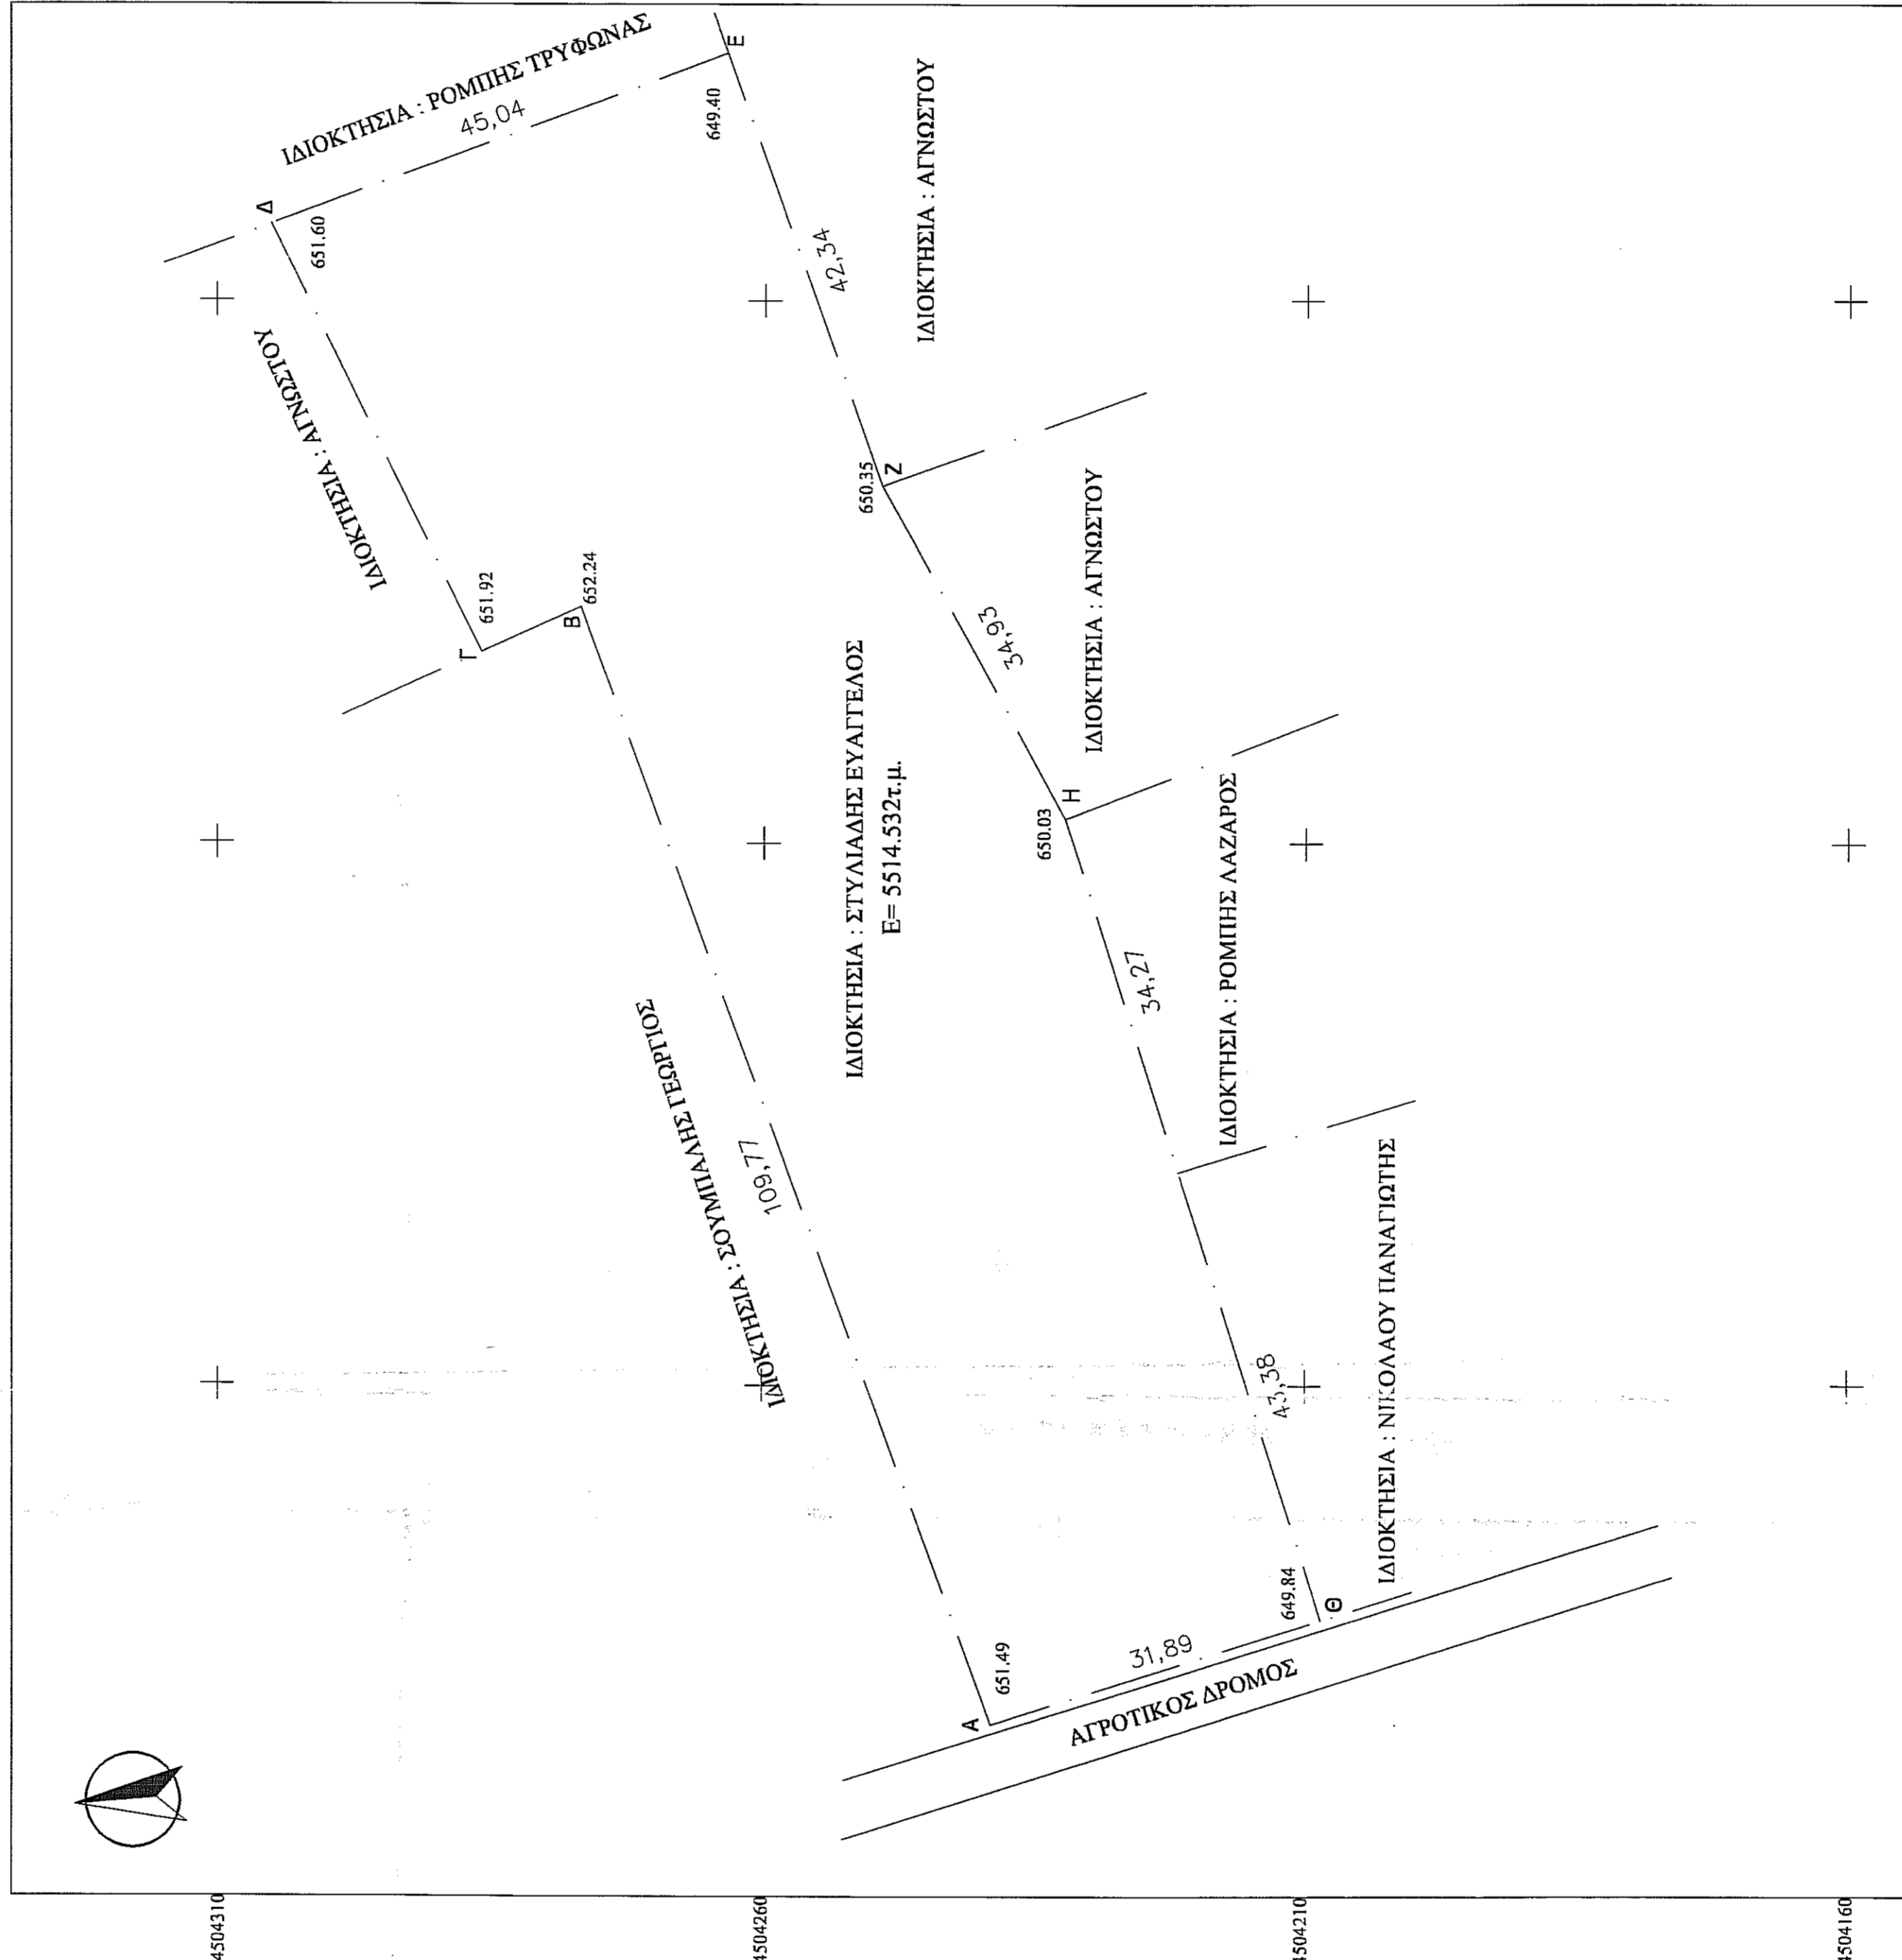 ΙΔΙΟΚΤΗΣΙΑ : ΡΟΜΠΗΣ ΤΡΥΦΩΝΑΣ
45,04
Δ
651.60
Ε
649.40
ΙΔΙΟΚΤΗΣΙΑ : ΑΓΝΩΣΤΟΥ
42,34
ΙΔΙΟΚΤΗΣΙΑ : ΑΓΝΩΣΤΟΥ
Γ
651.92
Β
652.24
650.35
Ζ
34,93
ΙΔΙΟΚΤΗΣΙΑ : ΑΓΝΩΣΤΟΥ
ΙΔΙΟΚΤΗΣΙΑ : ΣΤΥΛΙΑΔΗΣ ΕΥΑΓΓΕΛΟΣ
Ε= 5514.532τ.μ.
650.03
Η
34,27
ΙΔΙΟΚΤΗΣΙΑ : ΡΟΜΠΗΣ ΛΑΖΑΡΟΣ
ΙΔΙΟΚΤΗΣΙΑ : ΣΟΥΜΠΑΛΗΣ ΓΕΩΡΓΙΟΣ
109,77
43,38
ΙΔΙΟΚΤΗΣΙΑ : ΝΙΚΟΛΑΟΥ ΠΑΝΑΓΙΩΤΗΣ
649.84
Θ
31,89
651.49
Α
ΑΓΡΟΤΙΚΟΣ ΔΡΟΜΟΣ
4504310
4504260
4504210
4504160